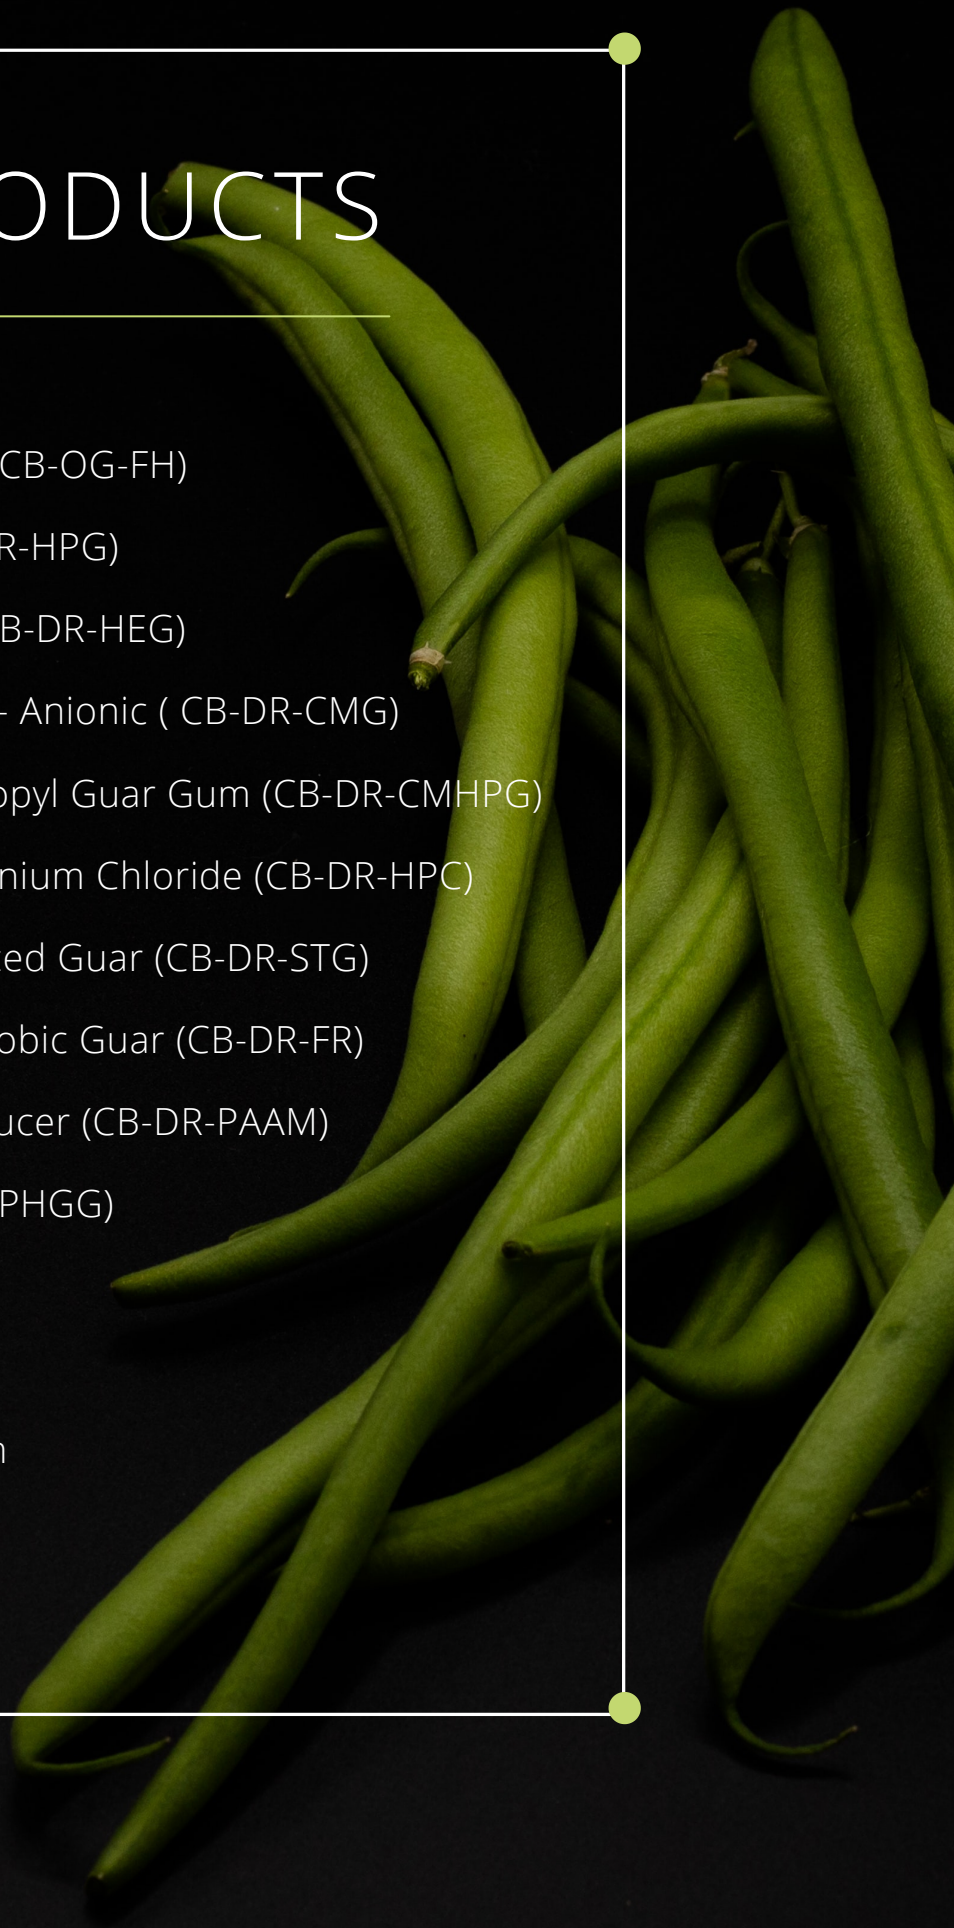 ODUCTS
CB-OG-FH)
R-HPG)
B-DR-HEG)
- Anionic ( CB-DR-CMG)
opyl Guar Gum (CB-DR-CMHPG)
nium Chloride (CB-DR-HPC)
ted Guar (CB-DR-STG)
obic Guar (CB-DR-FR)
ucer (CB-DR-PAAM)
PHGG)